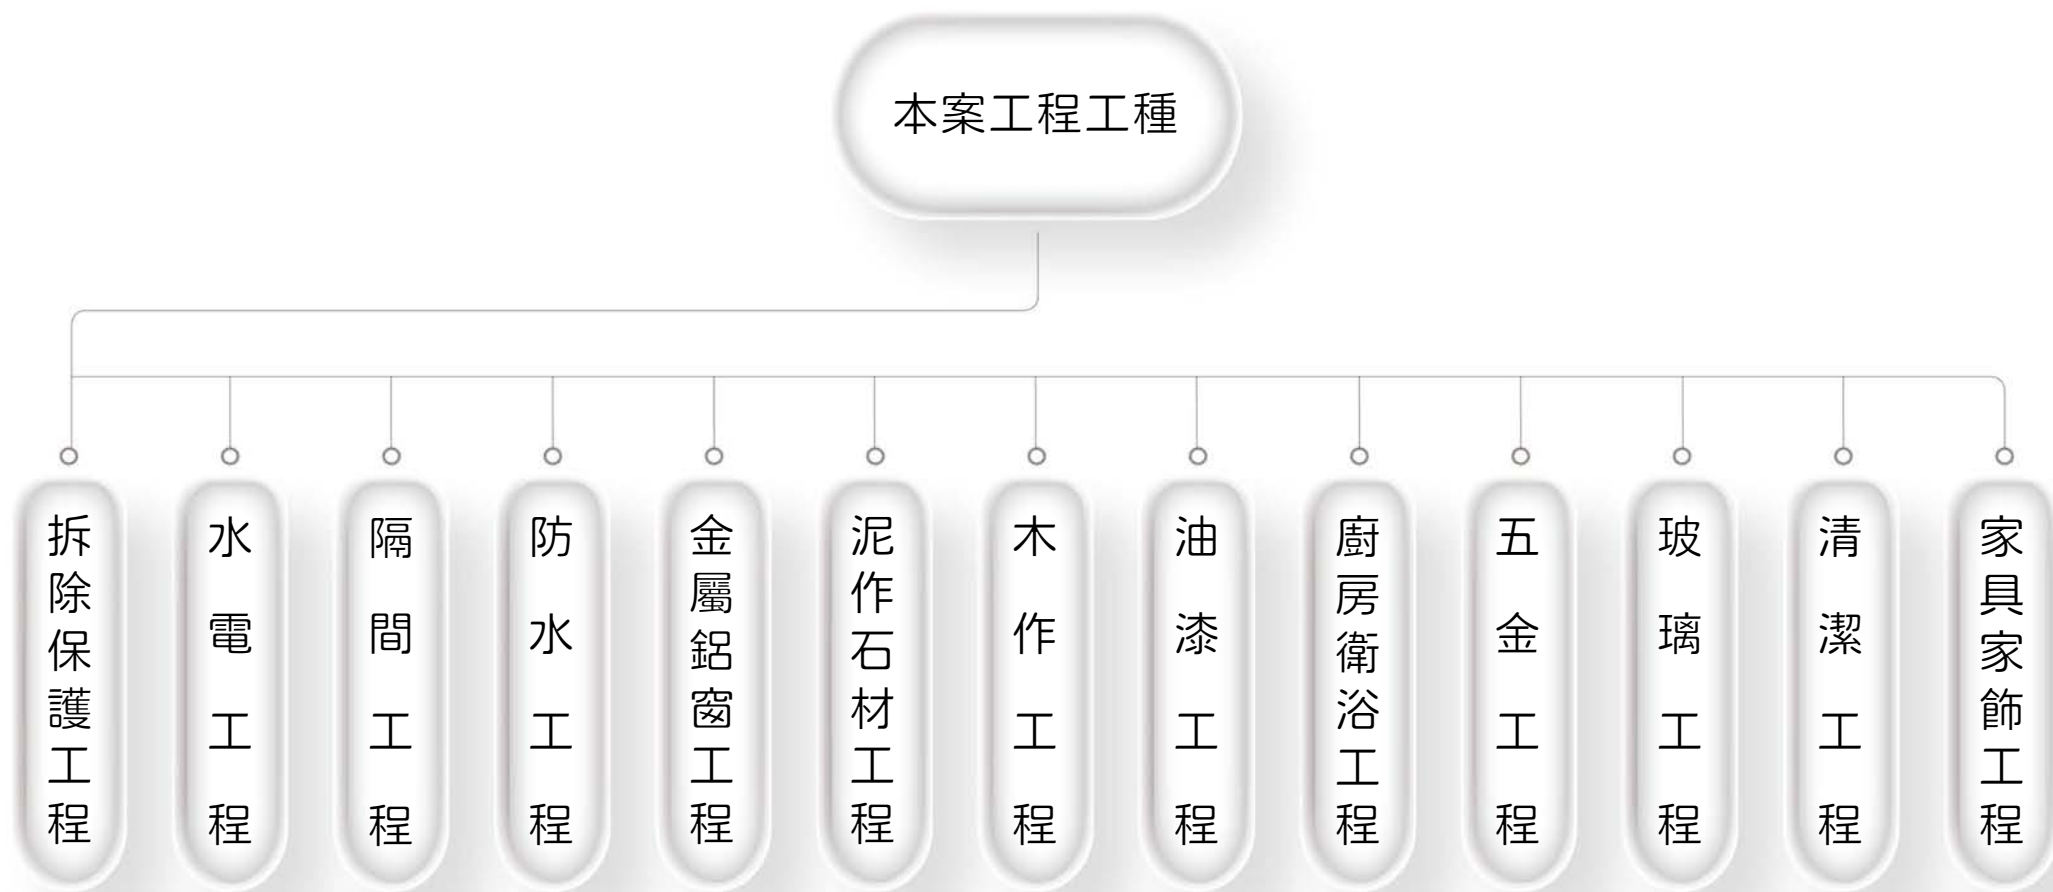 本案工程工種
拆除保護工程
水電工程
隔間工程
防水工程
金屬鋁窗工程
泥作石材工程
木作工程
油漆工程
廚房衛浴工程
五金工程
玻璃工程
清潔工程
家具家飾工程